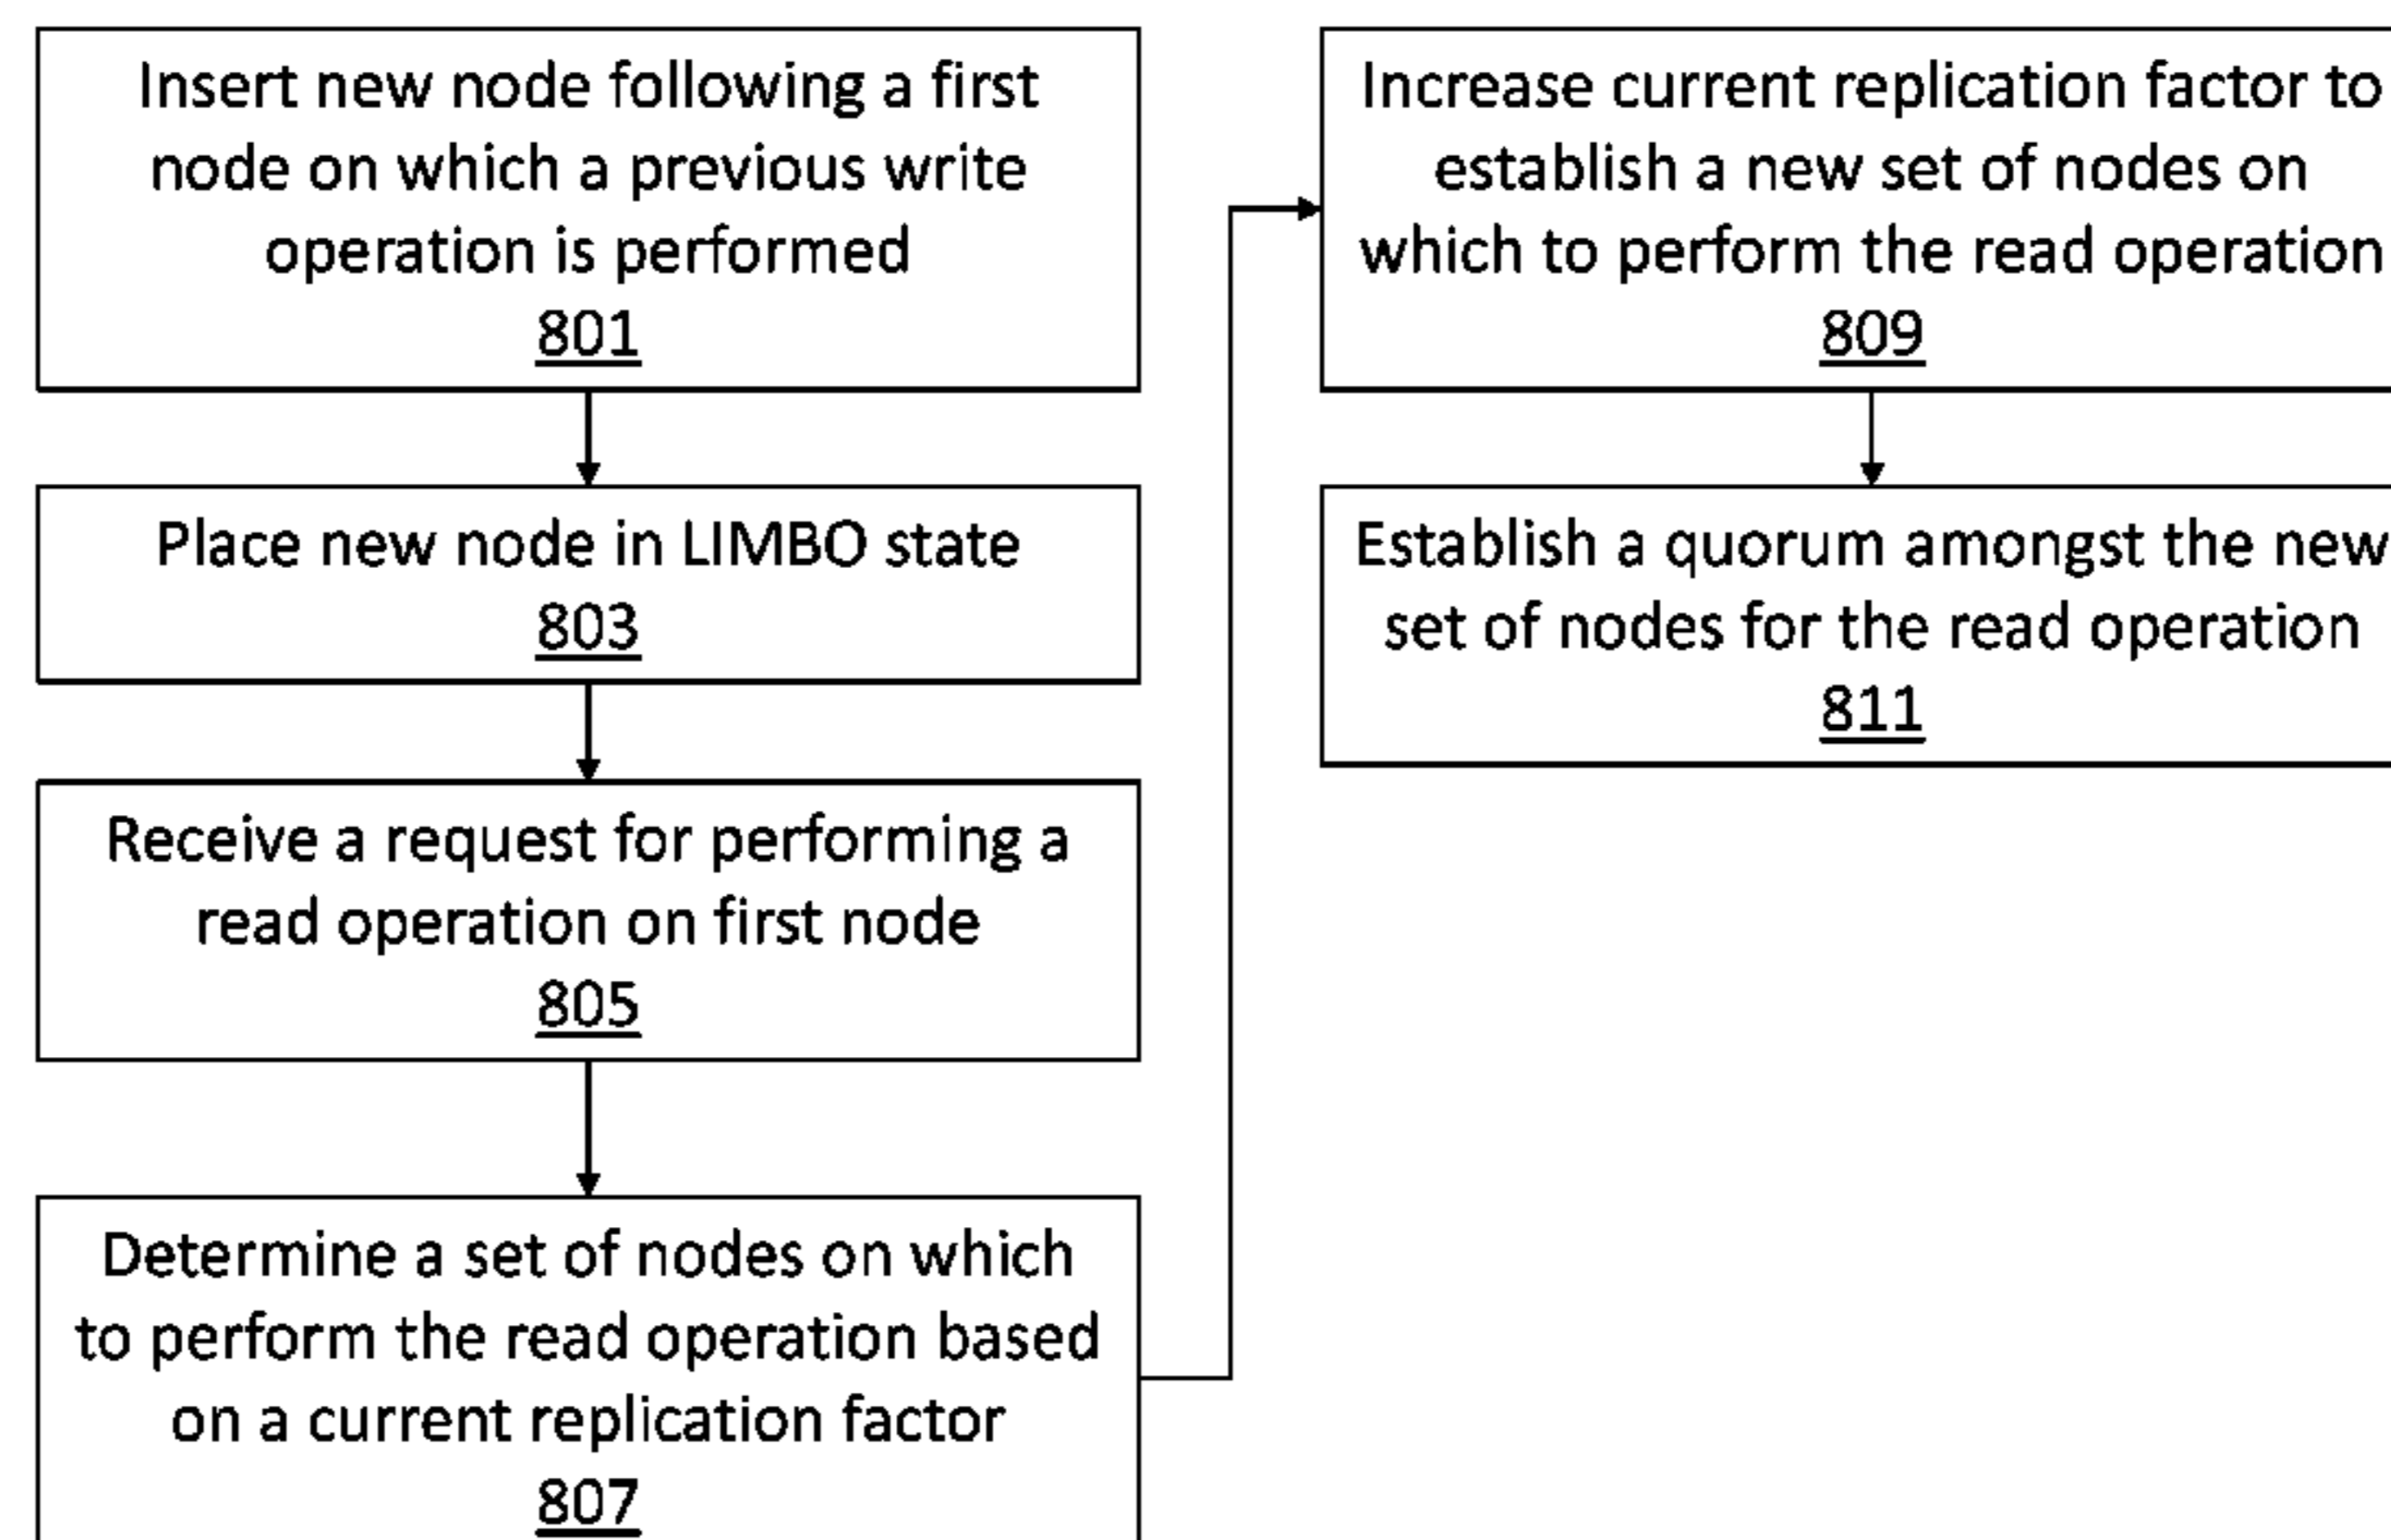 Insert new node following a first
node on which a previous write
operation is performed
801
Place new node in LIMBO state
803
Receive a request for performing a
read operation on first node
805
Determine a set of nodes on which
to perform the read operation based
on a current replication factor
807
Increase current replication factor to
establish a new set of nodes on
which to perform the read operation
809
Establish a quorum amongst the new
set of nodes for the read operation
811